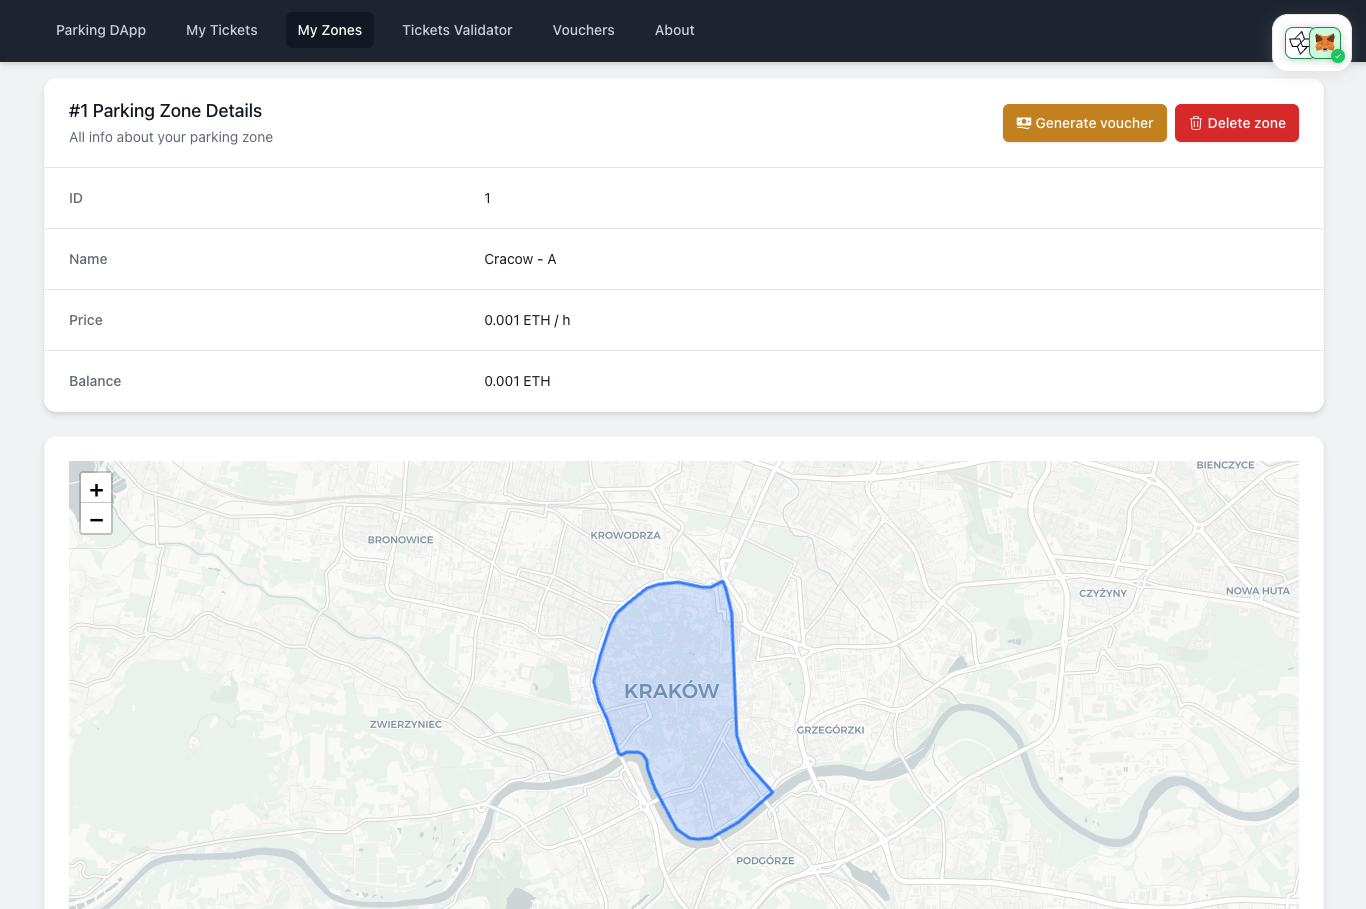 Parking DApp My Tickets My Zones Tickets Validator Vouchers About
#1 Parking Zone Details
All info about your parking zone
Generate voucher Delete zone
ID 1
Name Cracow - A
Price 0.001 ETH / h
Balance 0.001 ETH
+
−
BIEŃCZYCE
BRONOWICE
KROWODRZA
CZYŻYNY
NOWA HUTA
KRAKÓW
ZWIERZYNIEC
GRZEGÓRZKI
PODGÓRZE